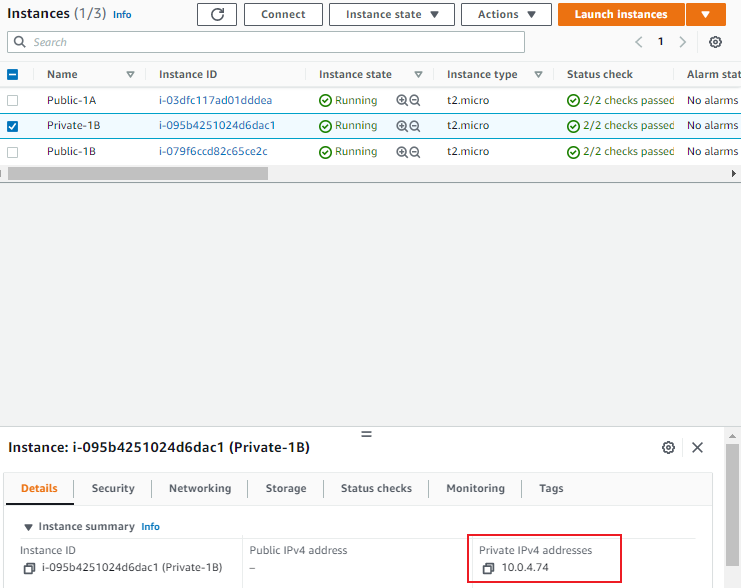 Instances (1/3) Info Connect Instance state Actions Launch instances
Search 1
Name Instance ID Instance state Instance type Status check Alarm stat
Public-1A i-03dfc117ad01dddea Running t2.micro 2/2 checks passed No alarms
Private-1B i-095b4251024d6dac1 Running t2.micro 2/2 checks passed No alarms
Public-1B i-079f6ccd82c65ce2c Running t2.micro 2/2 checks passed No alarms
Instance: i-095b4251024d6dac1 (Private-1B)
Details Security Networking Storage Status checks Monitoring Tags
Instance summary Info
Instance ID Public IPv4 address Private IPv4 addresses
i-095b4251024d6dac1 (Private-1B) – 10.0.4.74